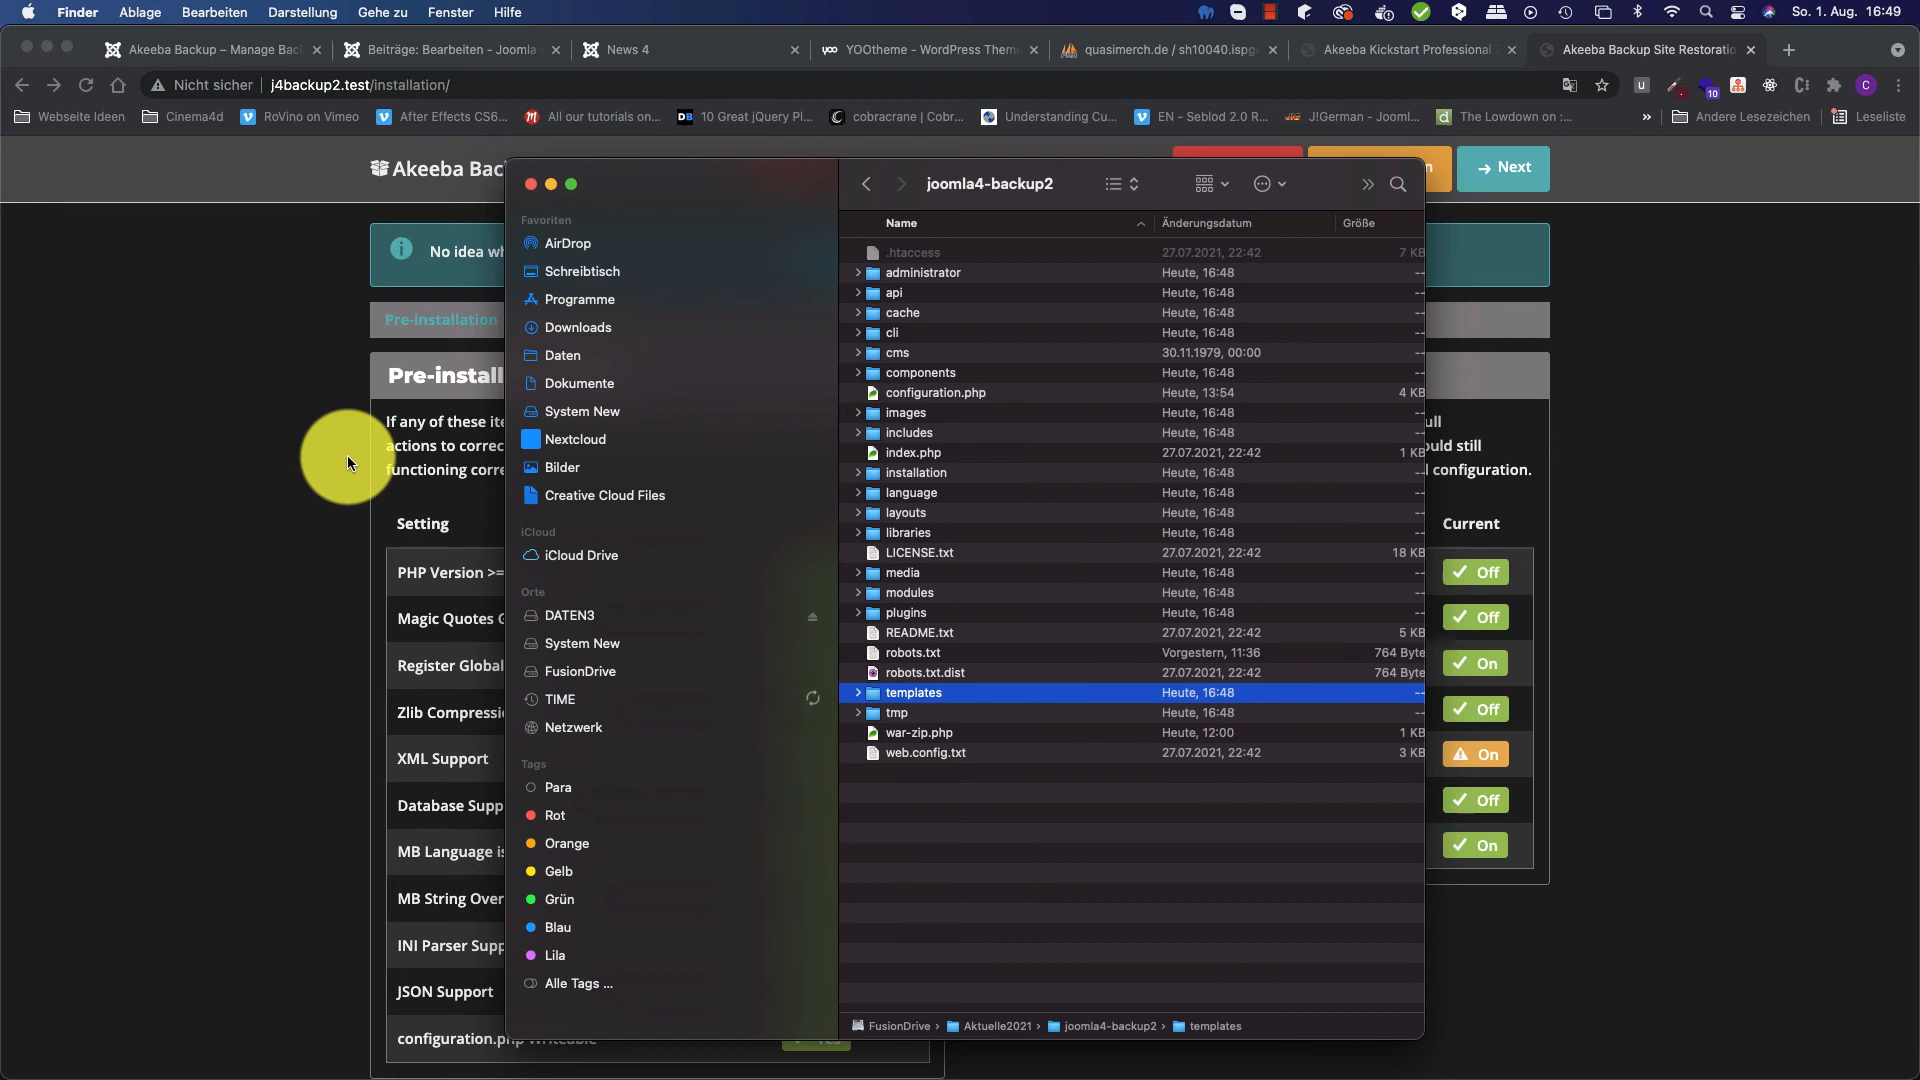 Finder Ablage Bearbeiten Darstellung Gehe zu Fenster Hilfe So. 1. Aug. 16:49
Akeeba Backup – Manage Bac Beiträge: Bearbeiten - Joomla News 4 YOOtheme - WordPress Them quasimerch.de / sh10040.ispg Akeeba Kickstart Professional Akeeba Backup Site Restoratio
Nicht sicher j4backup2.test/installation/
u 10 C
Webseite Ideen Cinema4d RoVino on Vimeo After Effects CS6... All our tutorials on... 10 Great jQuery Pl... cobracrane | Cobr... Understanding Cu... EN - Seblod 2.0 R... J!German - Jooml... The Lowdown on :... » Andere Lesezeichen Leseliste
Akeeba Bac
n
→ Next
No idea wh
Pre-installation
Pre-install
If any of these ite
actions to correc
functioning corre
ull
uld still
l configuration.
Setting
PHP Version >=
Magic Quotes G
Register Global
Zlib Compressio
XML Support
Database Supp
MB Language is
MB String Over
INI Parser Supp
JSON Support
configuration.php Writeable
Current
Off
Off
On
Off
On
Off
On
Favoriten
AirDrop
Schreibtisch
Programme
Downloads
Daten
Dokumente
System New
Nextcloud
Bilder
Creative Cloud Files
iCloud
iCloud Drive
Orte
DATEN3
System New
FusionDrive
TIME
Netzwerk
Tags
Para
Rot
Orange
Gelb
Grün
Blau
Lila
Alle Tags ...
joomla4-backup2
Name Änderungsdatum Größe
.htaccess 27.07.2021, 22:42 7 KB
administrator Heute, 16:48 --
api Heute, 16:48 --
cache Heute, 16:48 --
cli Heute, 16:48 --
cms 30.11.1979, 00:00 --
components Heute, 16:48 --
configuration.php Heute, 13:54 4 KB
images Heute, 16:48 --
includes Heute, 16:48 --
index.php 27.07.2021, 22:42 1 KB
installation Heute, 16:48 --
language Heute, 16:48 --
layouts Heute, 16:48 --
libraries Heute, 16:48 --
LICENSE.txt 27.07.2021, 22:42 18 KB
media Heute, 16:48 --
modules Heute, 16:48 --
plugins Heute, 16:48 --
README.txt 27.07.2021, 22:42 5 KB
robots.txt Vorgestern, 11:36 764 Byte
robots.txt.dist 27.07.2021, 22:42 764 Byte
templates Heute, 16:48 --
tmp Heute, 16:48 --
war-zip.php Heute, 12:00 1 KB
web.config.txt 27.07.2021, 22:42 3 KB
FusionDrive › Aktuelle2021 › joomla4-backup2 › templates